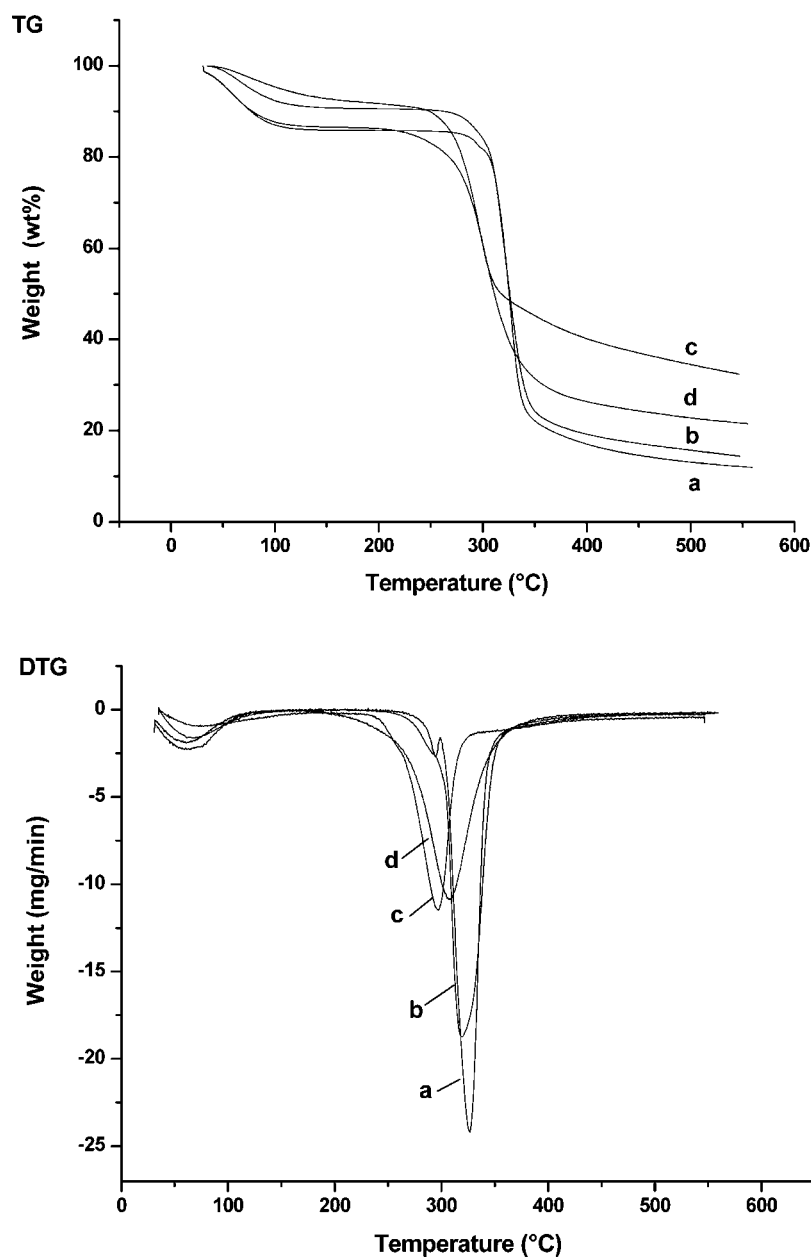 TG
100
80
60
40
20
0
Weight (wt%)
c
d
b
a
0 100 200 300 400 500 600
Temperature (°C)
DTG
0
-5
-10
-15
-20
-25
Weight (mg/min)
d
c
b
a
0 100 200 300 400 500 600
Temperature (°C)